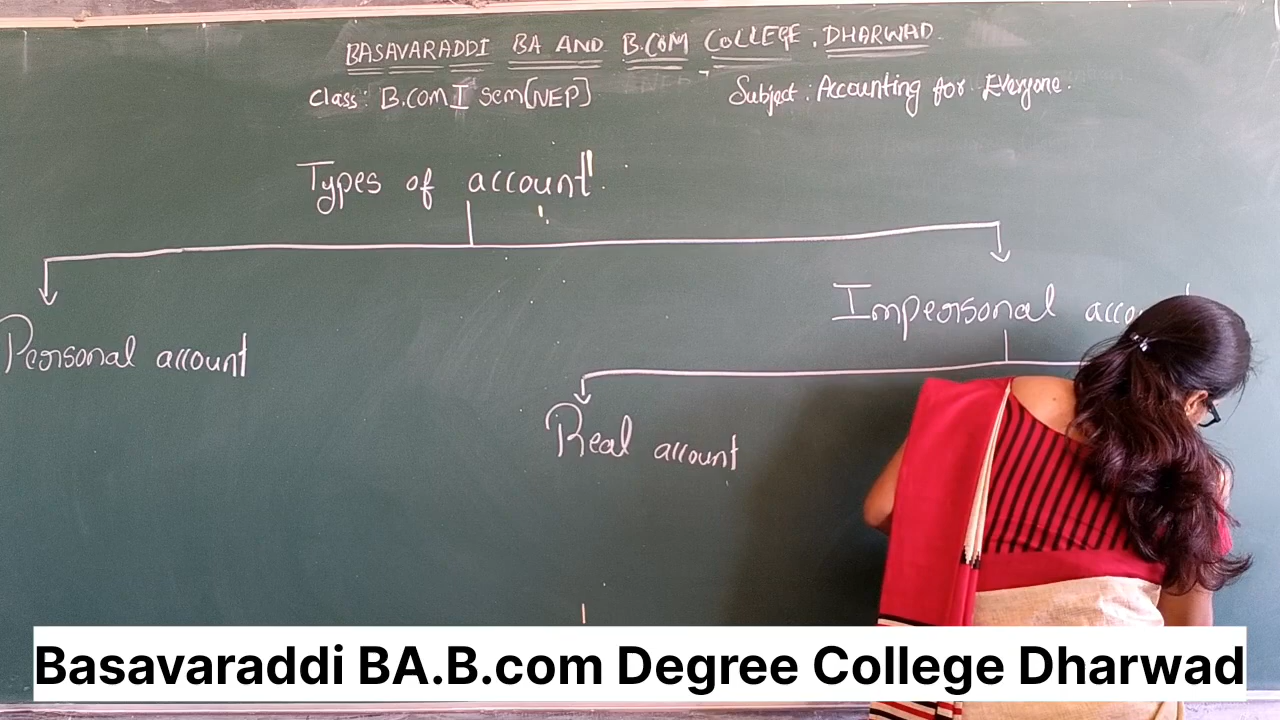 BASAVARADDI BA AND B.COM COLLEGE, DHARWAD.
Class: B.COM I Sem[NEP]
Subject: Accounting for Everyone.
Types of account
Impersonal acco
Personal account
Real account
Basavaraddi BA.B.com Degree College Dharwad